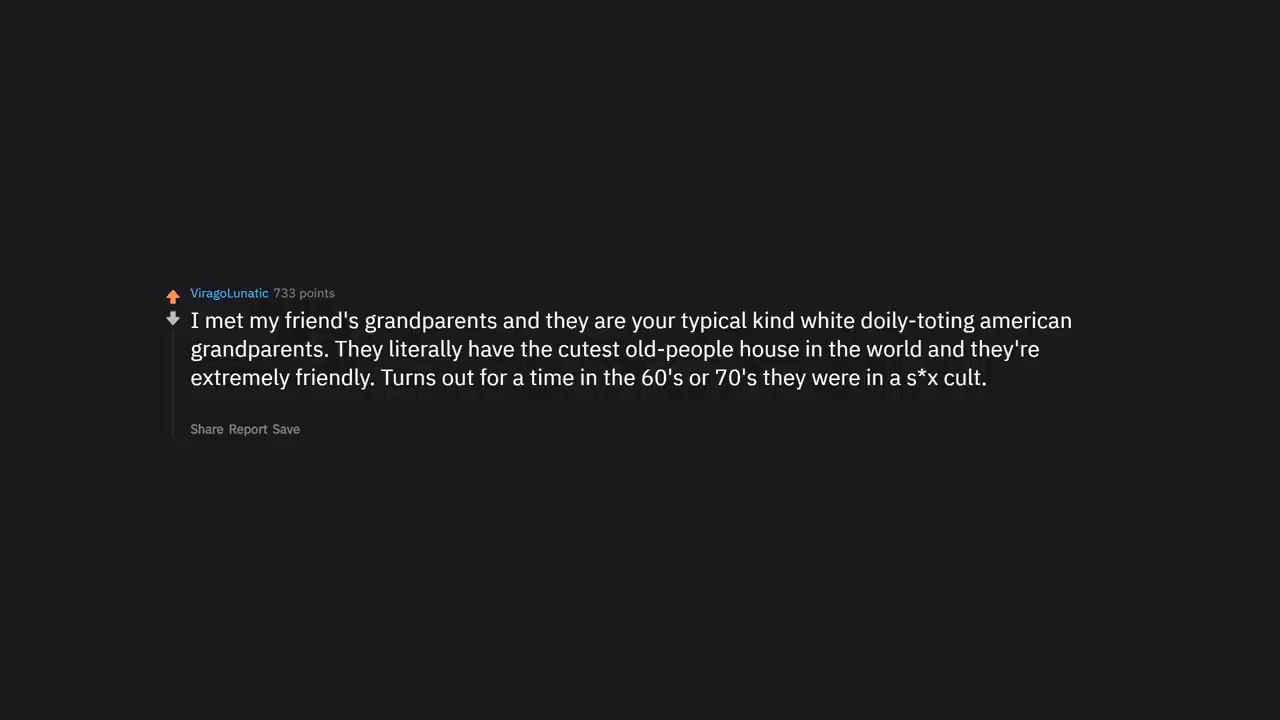 ViragoLunatic 733 points
I met my friend's grandparents and they are your typical kind white doily-toting american
grandparents. They literally have the cutest old-people house in the world and they're
extremely friendly. Turns out for a time in the 60's or 70's they were in a s*x cult.
Share Report Save